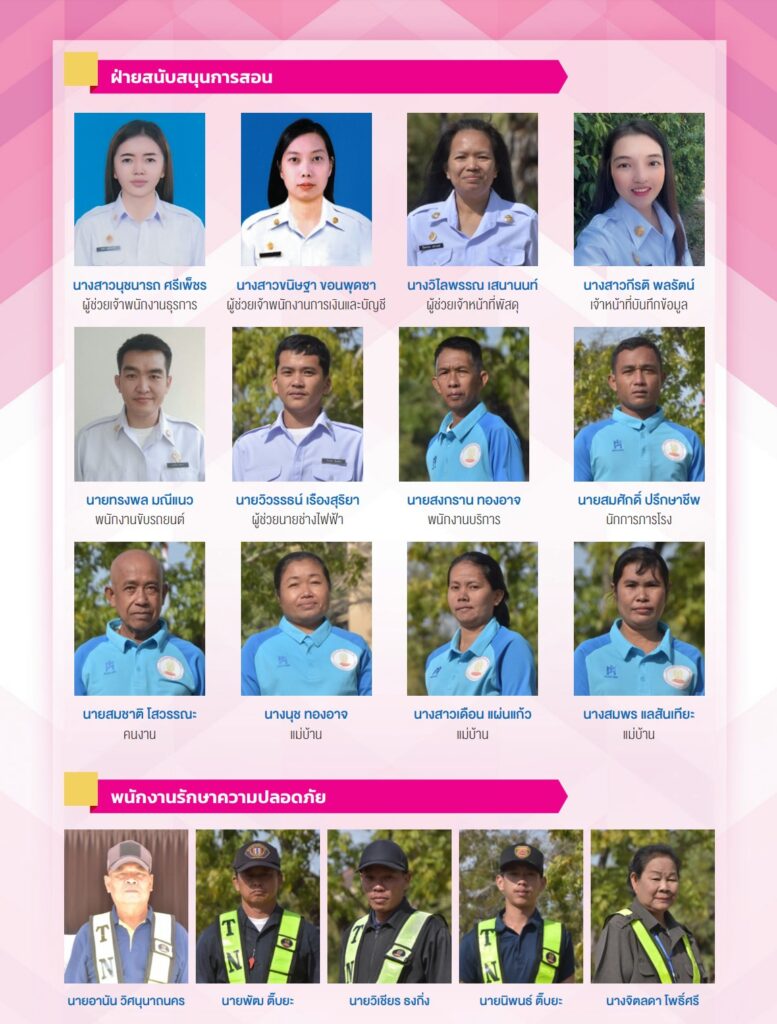 ฝ่ายสนับสนุนการสอน
นางสาวนุชนารถ ศรีเพ็ชร
ผู้ช่วยเจ้าพนักงานธุรการ
นางสาวขนิษฐา ขอนพุดซา
ผู้ช่วยเจ้าพนักงานการเงินและบัญชี
นางวิไลพรรณ เสนานนท์
ผู้ช่วยเจ้าหน้าที่พัสดุ
นางสาวกีรติ พลรัตน์
เจ้าหน้าที่บันทึกข้อมูล
นายทรงพล มณีแนว
พนักงานขับรถยนต์
นายวิวรรธน์ เรืองสุริยา
ผู้ช่วยนายช่างไฟฟ้า
นายสงกราน ทองอาจ
พนักงานบริการ
นายสมศักดิ์ ปรึกษาชีพ
นักการภารโรง
นายสมชาติ โสวรรณะ
คนงาน
นางนุช ทองอาจ
แม่บ้าน
นางสาวเดือน แผ่นแก้ว
แม่บ้าน
นางสมพร แลสันเทียะ
แม่บ้าน
พนักงานรักษาความปลอดภัย
T N
T N
T N
T N
นายอานัน วิศนุนาถนคร
นายพัฒ ติ๊บยะ
นายวิเชียร ธงกิ่ง
นายนิพนธ์ ติ๊บยะ
นางจิตลดา โพธิ์ศรี